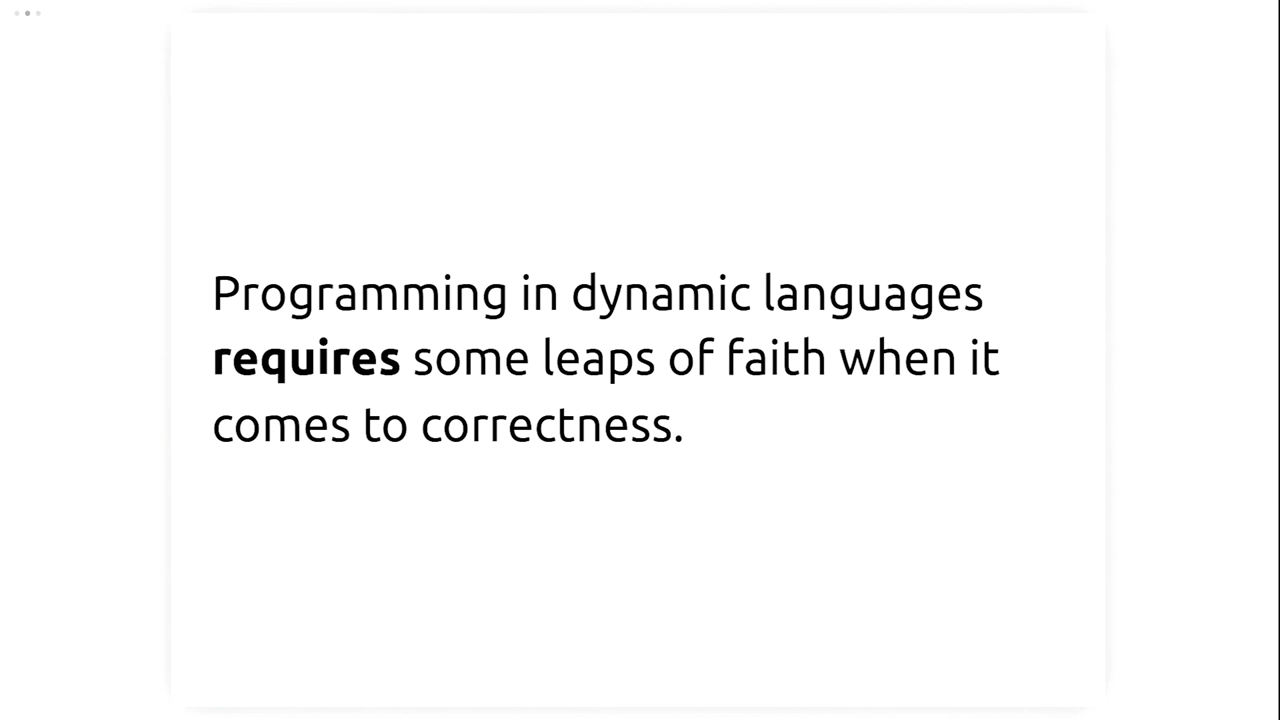 Programming in dynamic languages
requires some leaps of faith when it
comes to correctness.